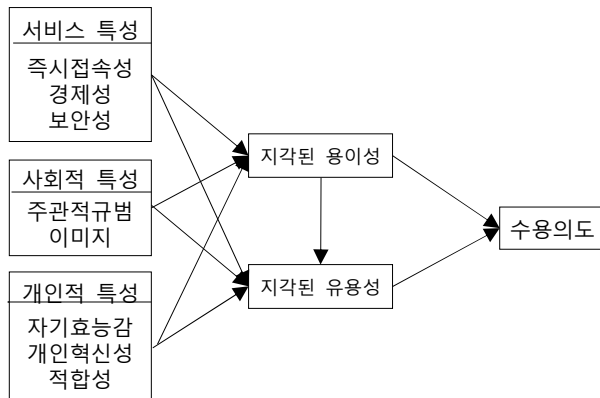 서비스 특성
즉시접속성
경제성
보안성
사회적 특성
주관적규범
이미지
개인적 특성
자기효능감
개인혁신성
적합성
지각된 용이성
지각된 유용성
수용의도